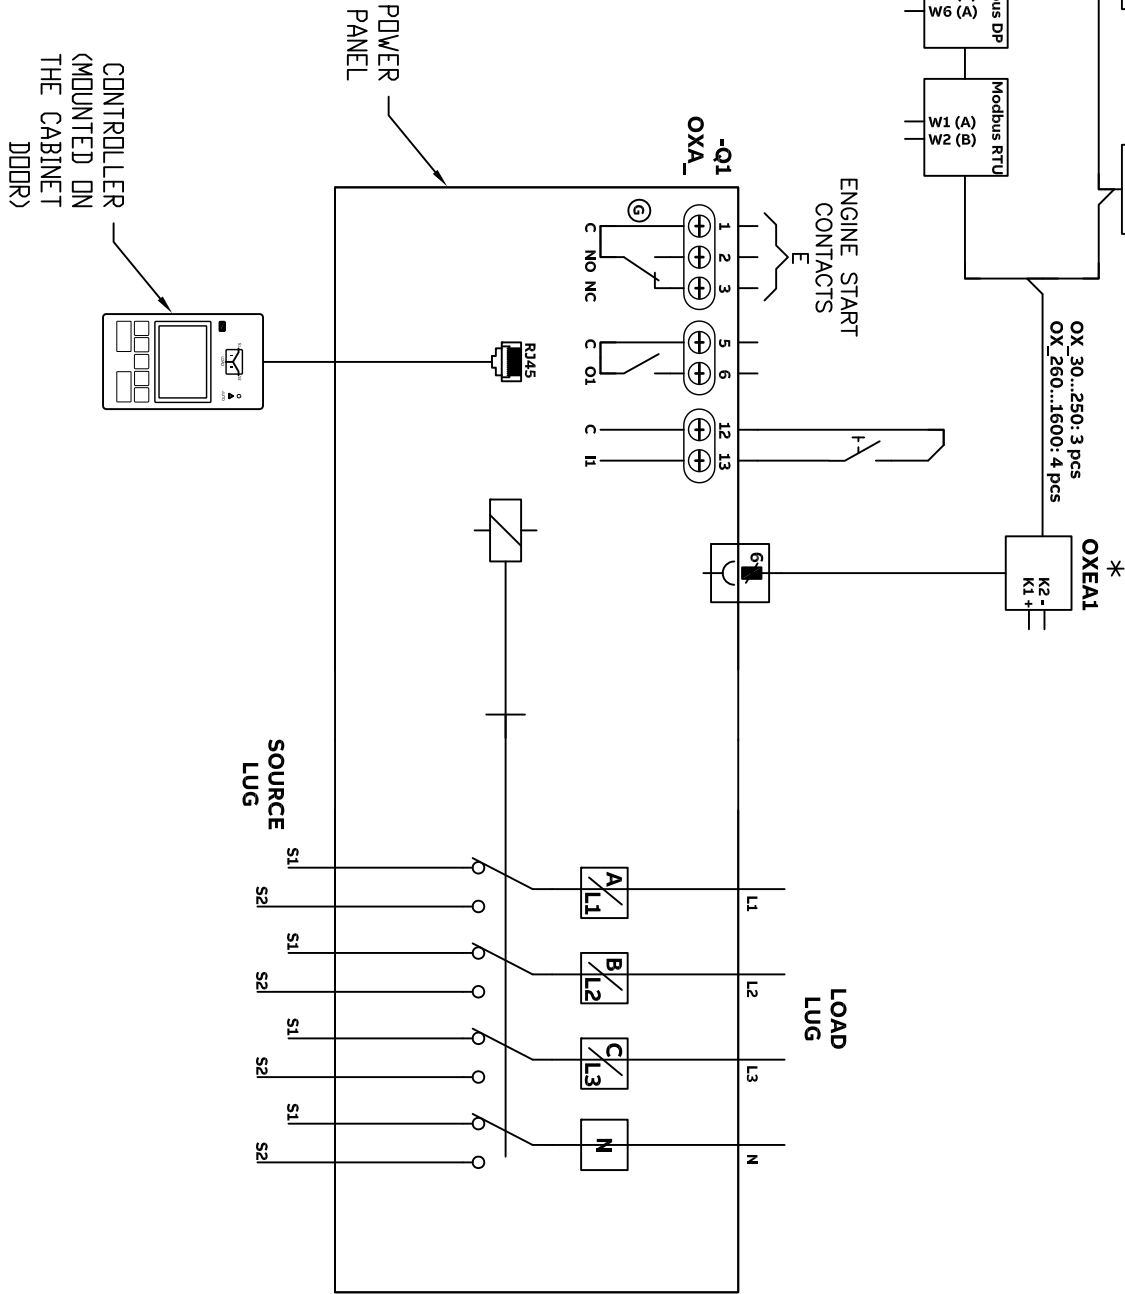 us DP
W6 (A)
Modbus RTU
W1 (A)
W2 (B)
OX_30...250: 3 pcs
OX_260...1600: 4 pcs
*
OXEA1
K2 -
K1 +
ENGINE START
CONTACTS
E
-Q1
OXA_
1
2
3
5
6
12
13
G
C
NO
NC
C
O1
C
I1
6
RJ45
POWER
PANEL
CONTROLLER
(MOUNTED ON
THE CABINET
DOOR)
LOAD
LUG
L1
L2
L3
N
A
L1
B
L2
C
L3
N
SOURCE
LUG
S1
S2
S1
S2
S1
S2
S1
S2